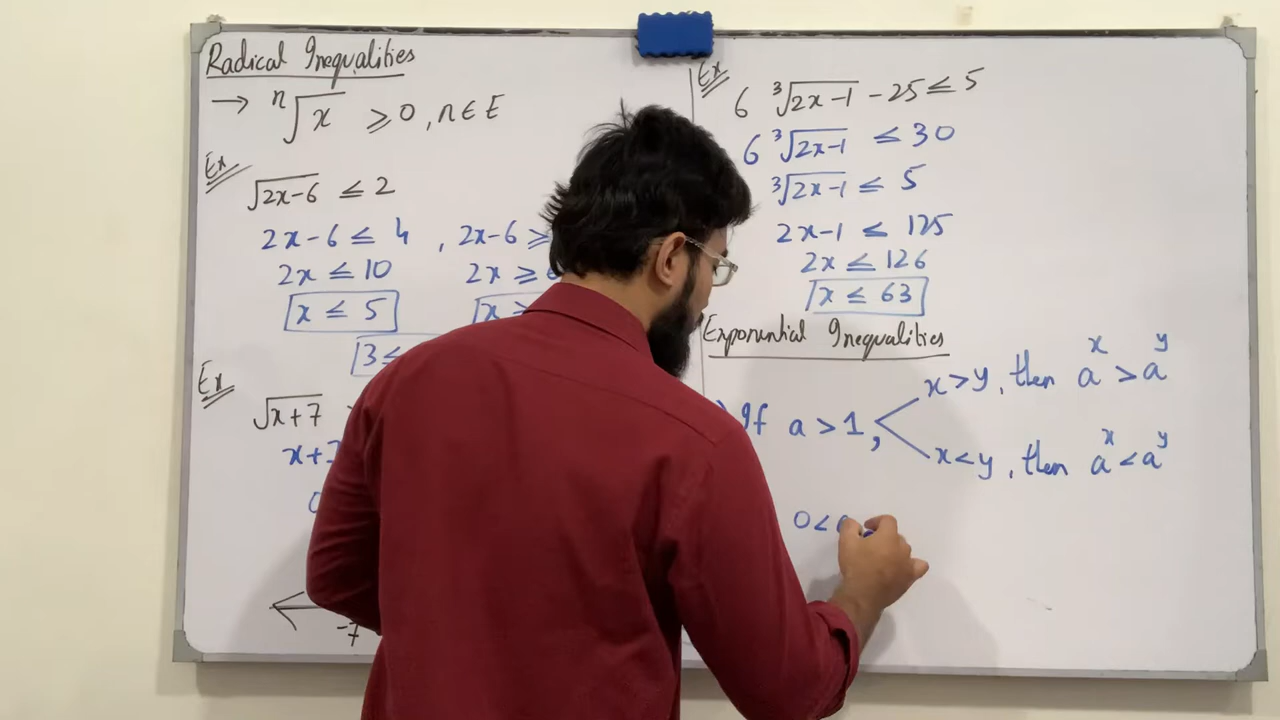 Radical Inequalities
→ ⁿ√x ≥ 0, n ∈ E
Ex
√2x-6 ≤ 2
2x-6 ≤ 4 , 2x-6 ≥
2x ≤ 10 2x ≥
x ≤ 5 x
3 ≤
Ex
√x+7
x+
-7
Ex
6 ³√2x-1 - 25 ≤ 5
6 ³√2x-1 ≤ 30
³√2x-1 ≤ 5
2x-1 ≤ 125
2x ≤ 126
x ≤ 63
Exponential Inequalities
x > y, then aˣ > aʸ
If a > 1,
x < y, then aˣ < aʸ
0 <